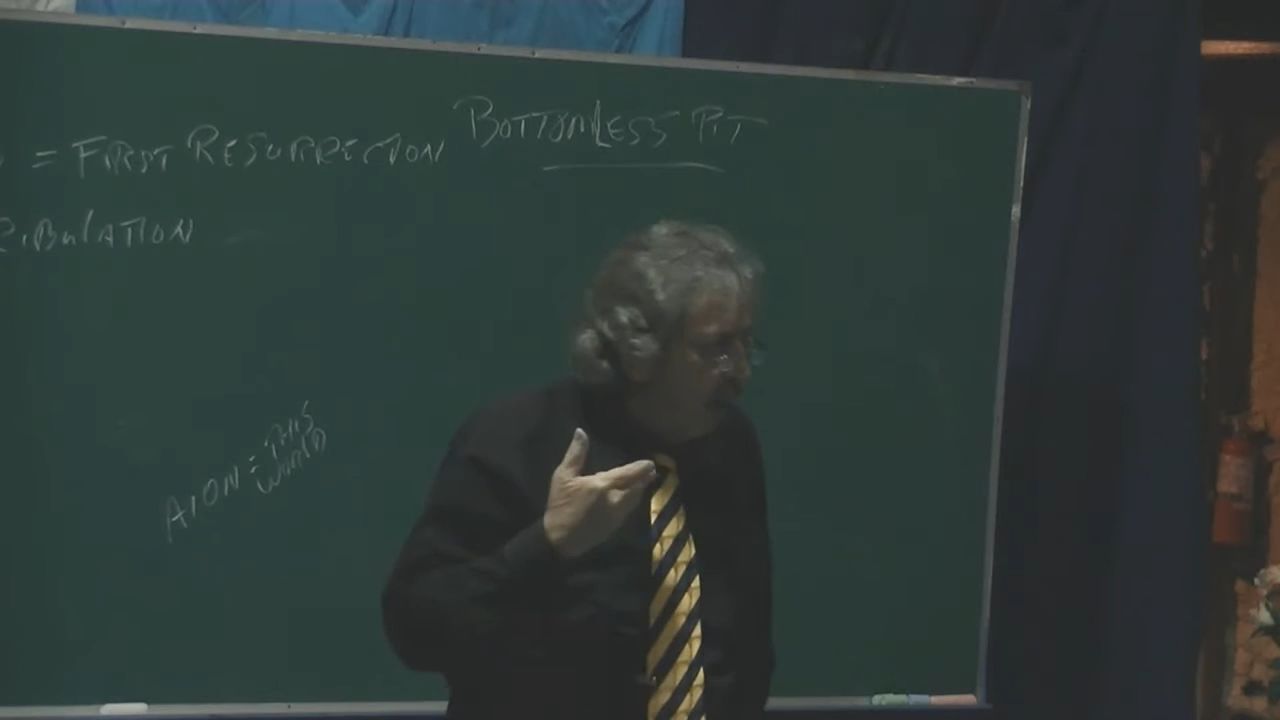 = FIRST RESURRECTION
BOTTOMLESS PIT
RIBULATION
AION = THIS
WORLD